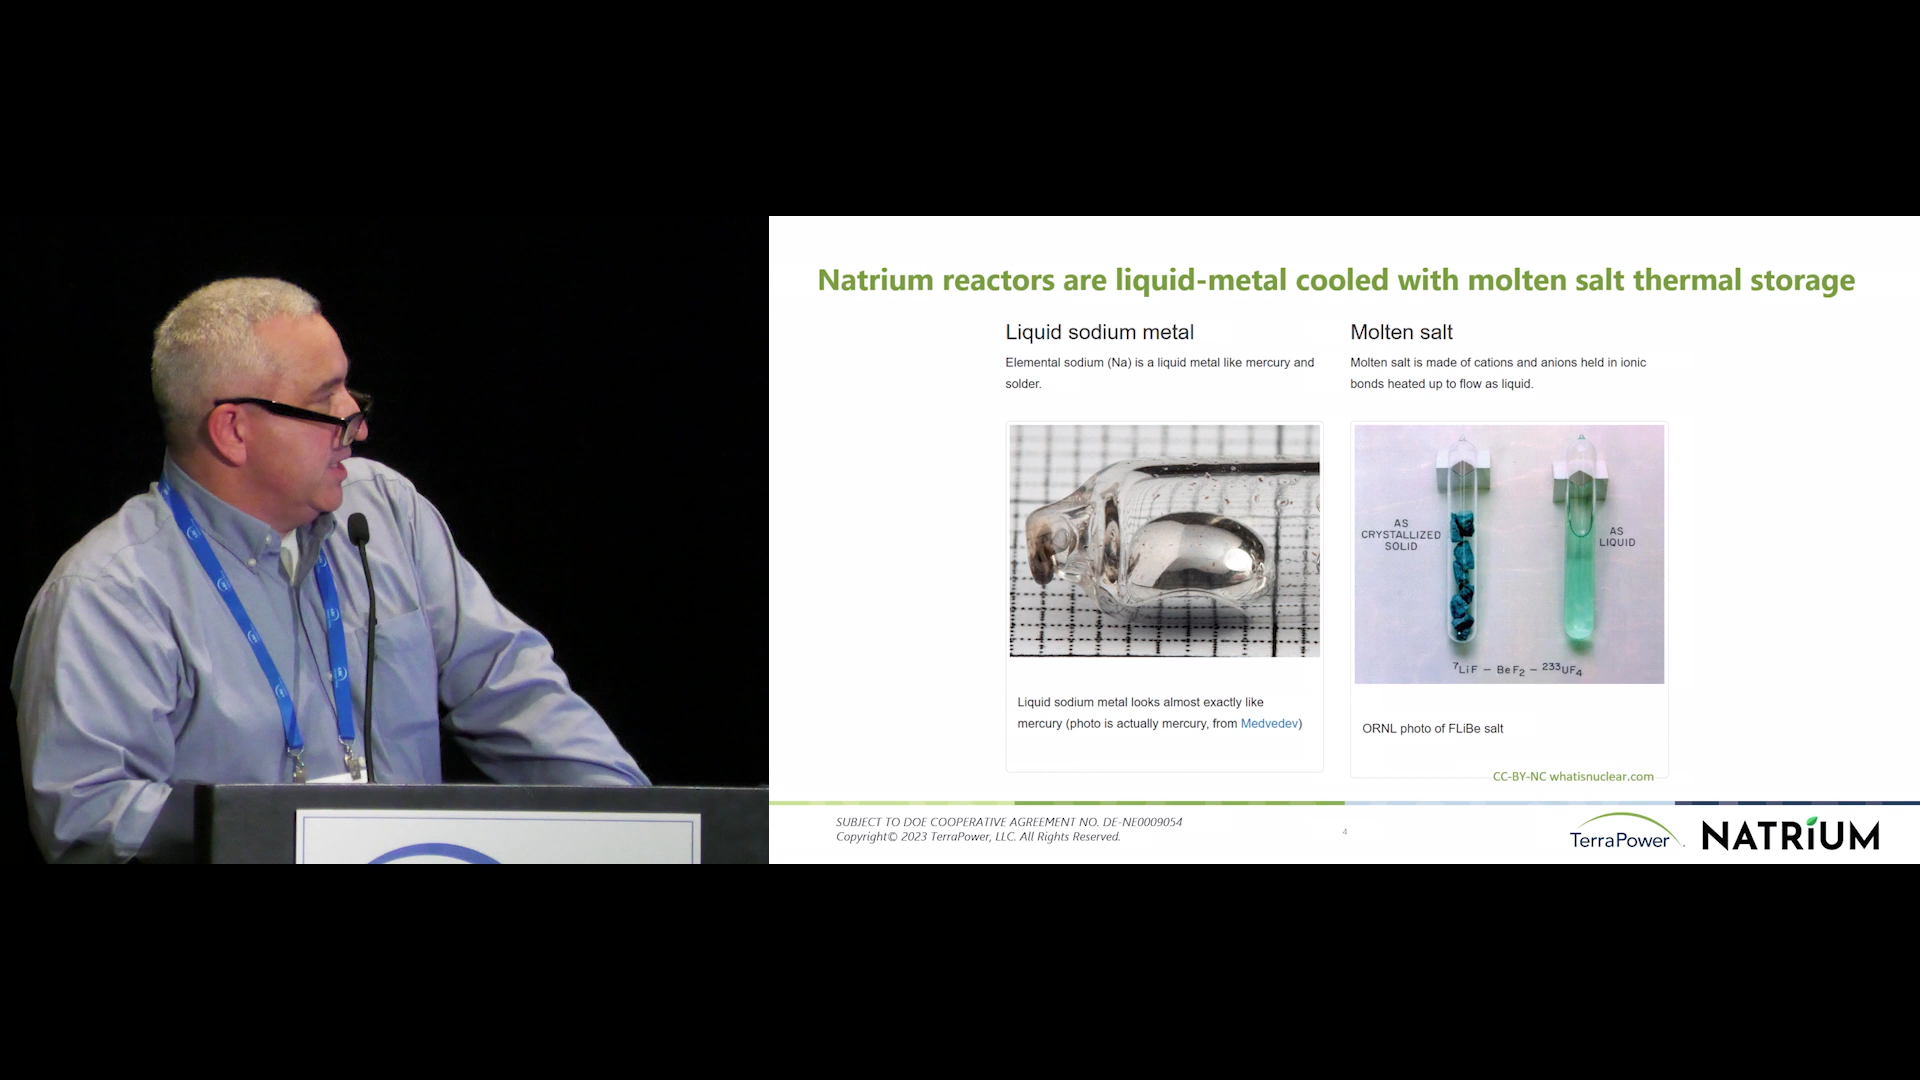 Natrium reactors are liquid-metal cooled with molten salt thermal storage
Liquid sodium metal
Elemental sodium (Na) is a liquid metal like mercury and
solder.
Liquid sodium metal looks almost exactly like
mercury (photo is actually mercury, from Medvedev)
Molten salt
Molten salt is made of cations and anions held in ionic
bonds heated up to flow as liquid.
AS
CRYSTALLIZED
SOLID
AS
LIQUID
⁷LiF – BeF₂ – ²³³UF₄
ORNL photo of FLiBe salt
CC-BY-NC whatisnuclear.com
SUBJECT TO DOE COOPERATIVE AGREEMENT NO. DE-NE0009054
Copyright© 2023 TerraPower, LLC. All Rights Reserved.
4
TerraPower
NATRIUM